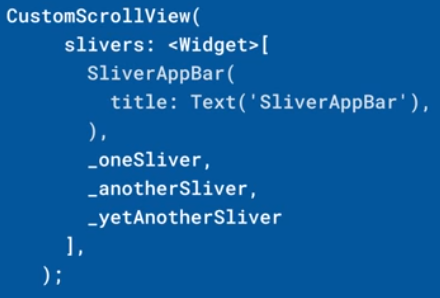 CustomScrollView(
slivers: <Widget>[
SliverAppBar(
title: Text('SliverAppBar'),
),
_oneSliver,
_anotherSliver,
_yetAnotherSliver
],
);